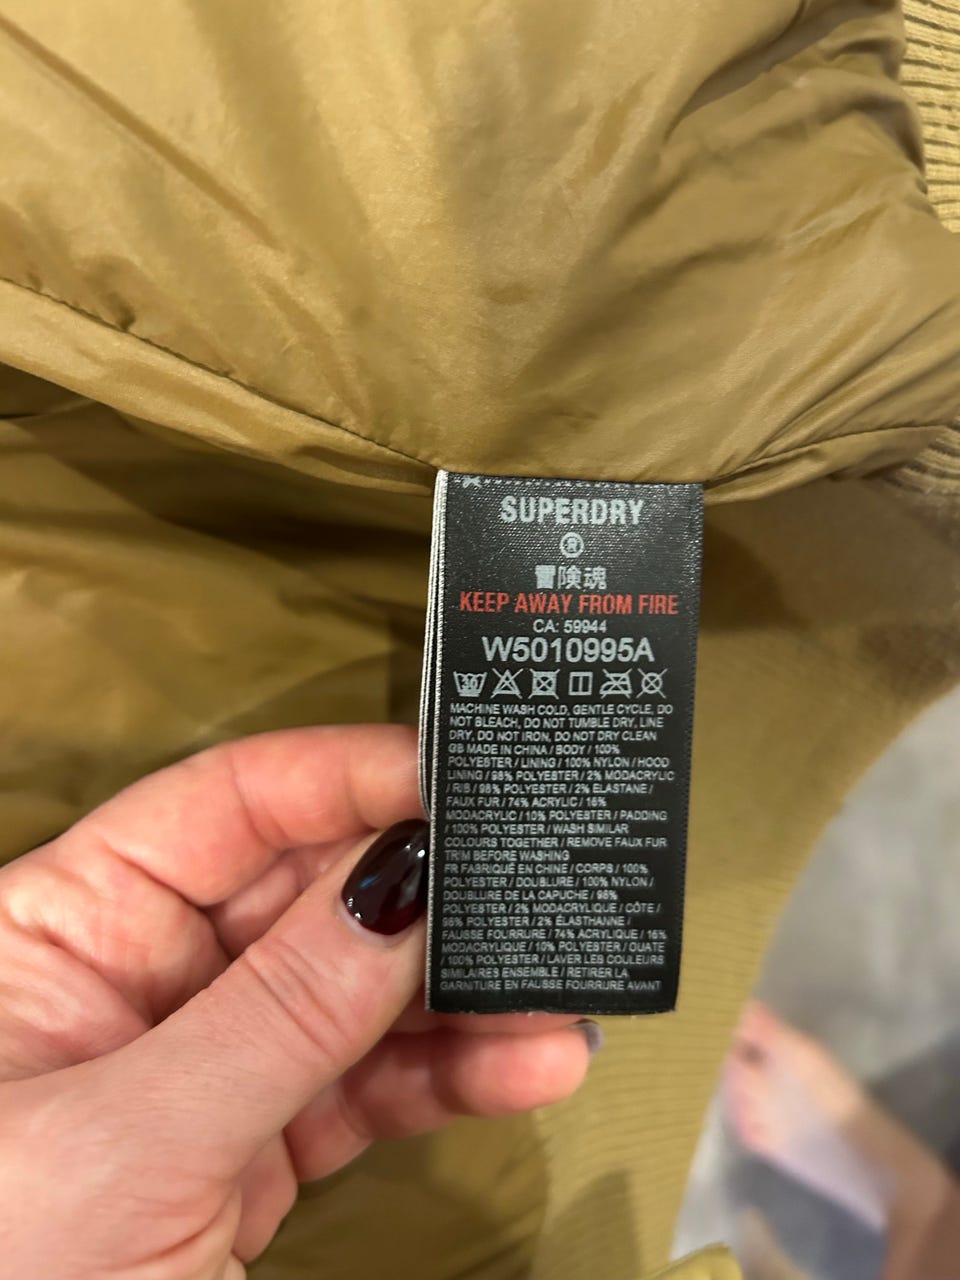 SUPERDRY
冒険魂
KEEP AWAY FROM FIRE
CA: 59944
W5010995A
30
MACHINE WASH COLD, GENTLE CYCLE, DO
NOT BLEACH, DO NOT TUMBLE DRY, LINE
DRY, DO NOT IRON, DO NOT DRY CLEAN
GB MADE IN CHINA / BODY / 100%
POLYESTER / LINING / 100% NYLON / HOOD
LINING / 98% POLYESTER / 2% MODACRYLIC
/ RIB / 98% POLYESTER / 2% ELASTANE /
FAUX FUR / 74% ACRYLIC / 16%
MODACRYLIC / 10% POLYESTER / PADDING
/ 100% POLYESTER / WASH SIMILAR
COLOURS TOGETHER / REMOVE FAUX FUR
TRIM BEFORE WASHING
FR FABRIQUÉ EN CHINE / CORPS / 100%
POLYESTER / DOUBLURE / 100% NYLON /
DOUBLURE DE LA CAPUCHE / 98%
POLYESTER / 2% MODACRYLIQUE / CÔTE /
98% POLYESTER / 2% ÉLASTHANNE /
FAUSSE FOURRURE / 74% ACRYLIQUE / 16%
MODACRYLIQUE / 10% POLYESTER / OUATE
/ 100% POLYESTER / LAVER LES COULEURS
SIMILAIRES ENSEMBLE / RETIRER LA
GARNITURE EN FAUSSE FOURRURE AVANT